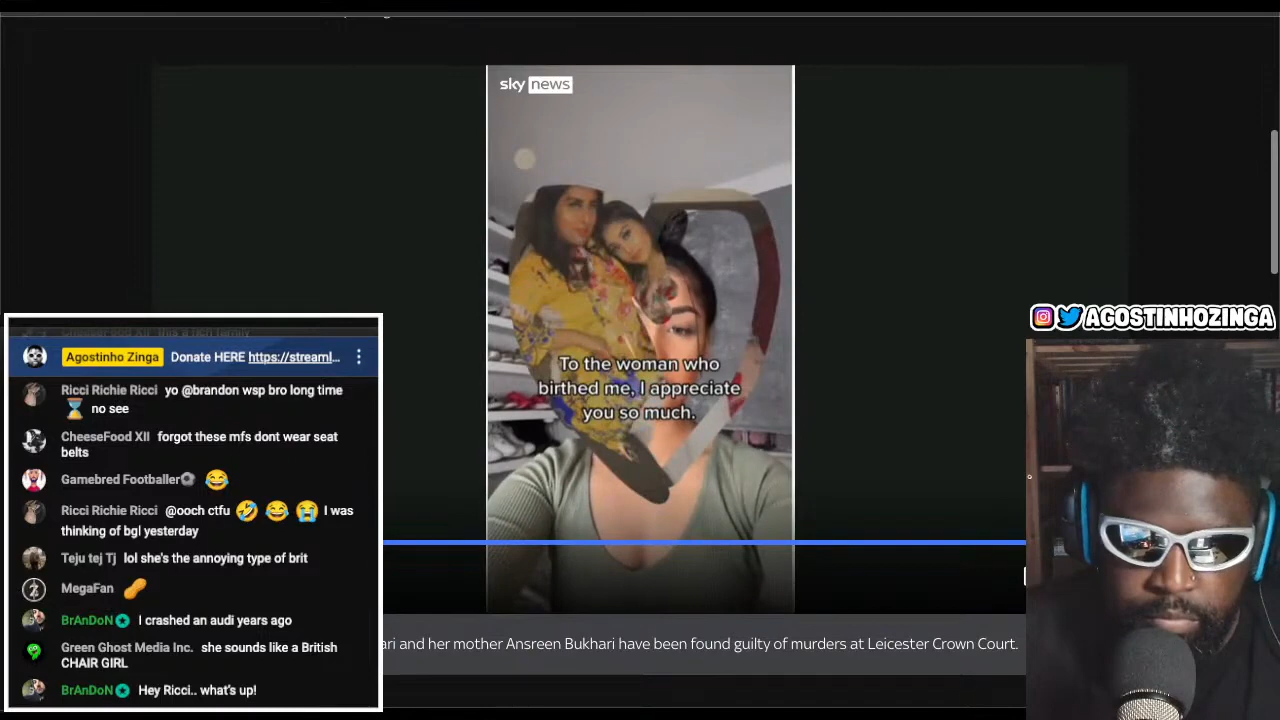 sky news
To the woman who
birthed me, I appreciate
you so much.
AGOSTINHOZINGA
Agostinho Zinga Donate HERE https://streaml...
Ricci Richie Ricci yo @brandon wsp bro long time
⌛ no see
CheeseFood XII forgot these mfs dont wear seat
belts
Gamebred Footballer⚽ 😂
Ricci Richie Ricci @ooch ctfu 🤣 😂 😭 I was
thinking of bgl yesterday
Teju tej Tj lol she's the annoying type of brit
MegaFan 🥜
BrAnDoN I crashed an audi years ago
Green Ghost Media Inc. she sounds like a British
CHAIR GIRL
BrAnDoN Hey Ricci.. what's up!
ari and her mother Ansreen Bukhari have been found guilty of murders at Leicester Crown Court.